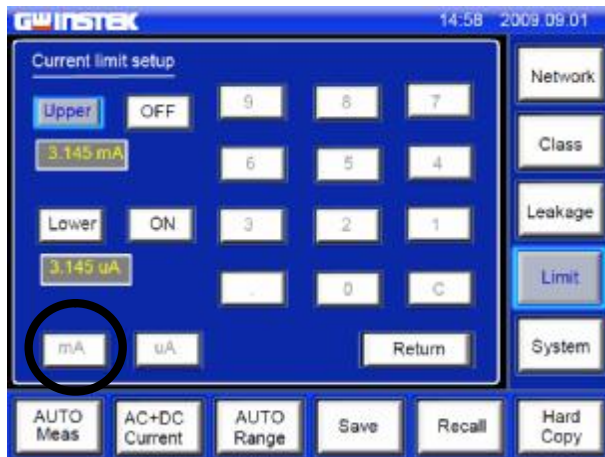 GWINSTEK 14:58 2009.09.01
Current limit setup
Upper OFF
3.145 mA
Lower ON
3.145 uA
mA uA
9 8 7
6 5 4
3 2 1
. 0 C
Return
Network
Class
Leakage
Limit
System
AUTO
Meas
AC+DC
Current
AUTO
Range
Save
Recall
Hard
Copy